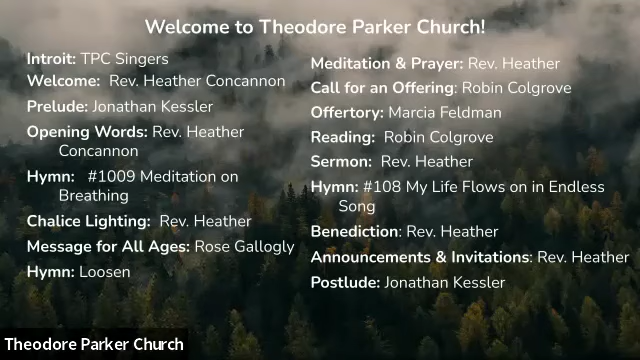 Welcome to Theodore Parker Church!
Introit: TPC Singers
Welcome: Rev. Heather Concannon
Prelude: Jonathan Kessler
Opening Words: Rev. Heather
Concannon
Hymn: #1009 Meditation on
Breathing
Chalice Lighting: Rev. Heather
Message for All Ages: Rose Gallogly
Hymn: Loosen
Meditation & Prayer: Rev. Heather
Call for an Offering: Robin Colgrove
Offertory: Marcia Feldman
Reading: Robin Colgrove
Sermon: Rev. Heather
Hymn: #108 My Life Flows on in Endless
Song
Benediction: Rev. Heather
Announcements & Invitations: Rev. Heather
Postlude: Jonathan Kessler
Theodore Parker Church